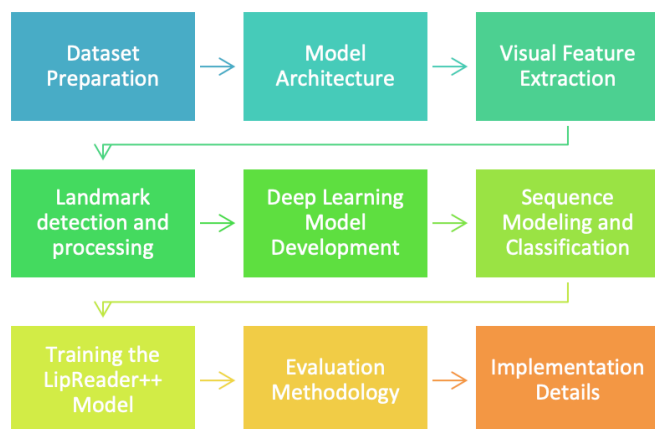 Dataset
Preparation
Model
Architecture
Visual Feature
Extraction
Landmark
detection and
processing
Deep Learning
Model
Development
Sequence
Modeling and
Classification
Training the
LipReader++
Model
Evaluation
Methodology
Implementation
Details